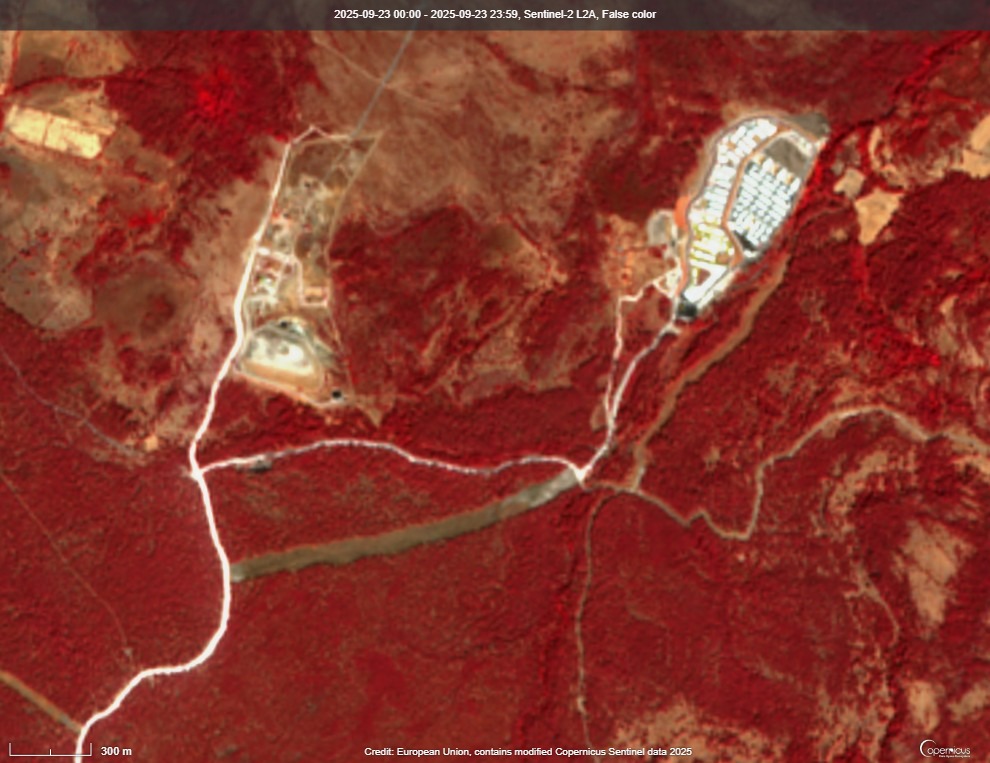 2025-09-23 00:00 - 2025-09-23 23:59, Sentinel-2 L2A, False color
300 m
Credit: European Union, contains modified Copernicus Sentinel data 2025
opernicus